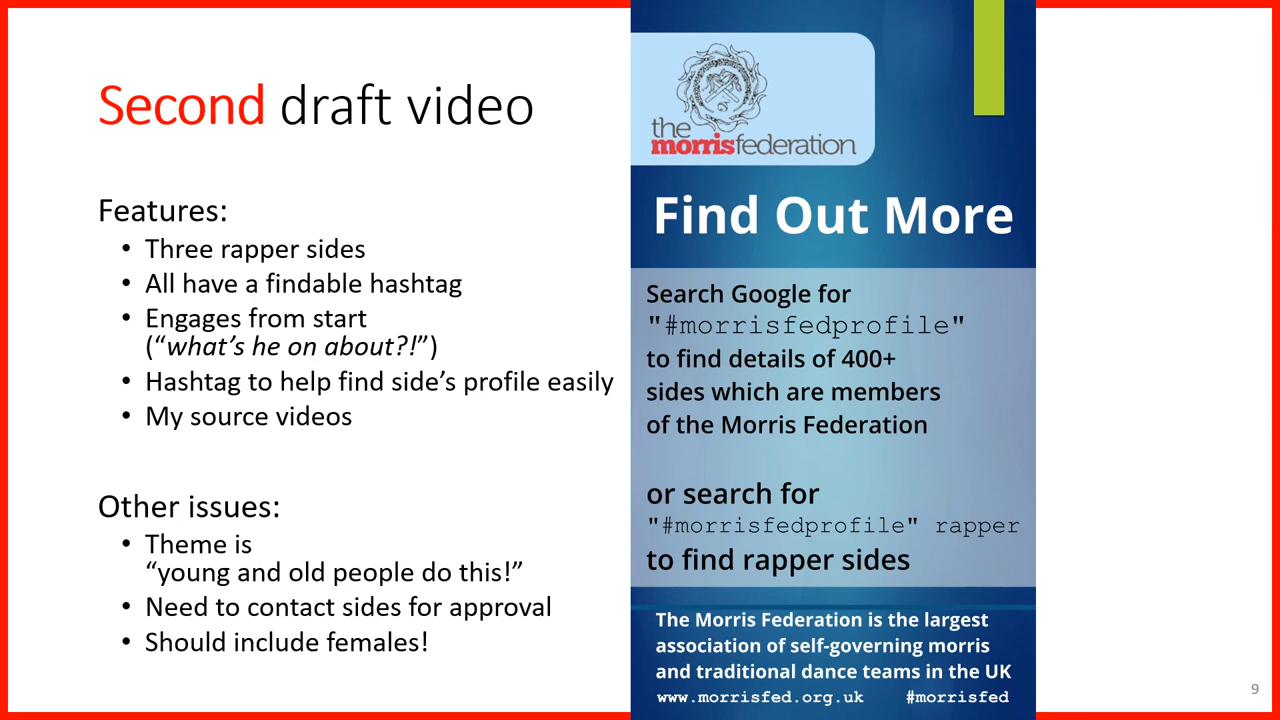 Second draft video
Features:
• Three rapper sides
• All have a findable hashtag
• Engages from start
(“what’s he on about?!”)
• Hashtag to help find side’s profile easily
• My source videos
Other issues:
• Theme is
“young and old people do this!”
• Need to contact sides for approval
• Should include females!
the
morrisfederation
Find Out More
Search Google for
"#morrisfedprofile"
to find details of 400+
sides which are members
of the Morris Federation
or search for
"#morrisfedprofile" rapper
to find rapper sides
The Morris Federation is the largest
association of self-governing morris
and traditional dance teams in the UK
www.morrisfed.org.uk #morrisfed
9